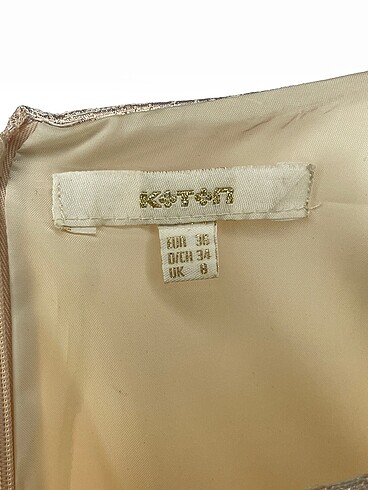 KOTON
EUR 36
D/CH 34
UK 8